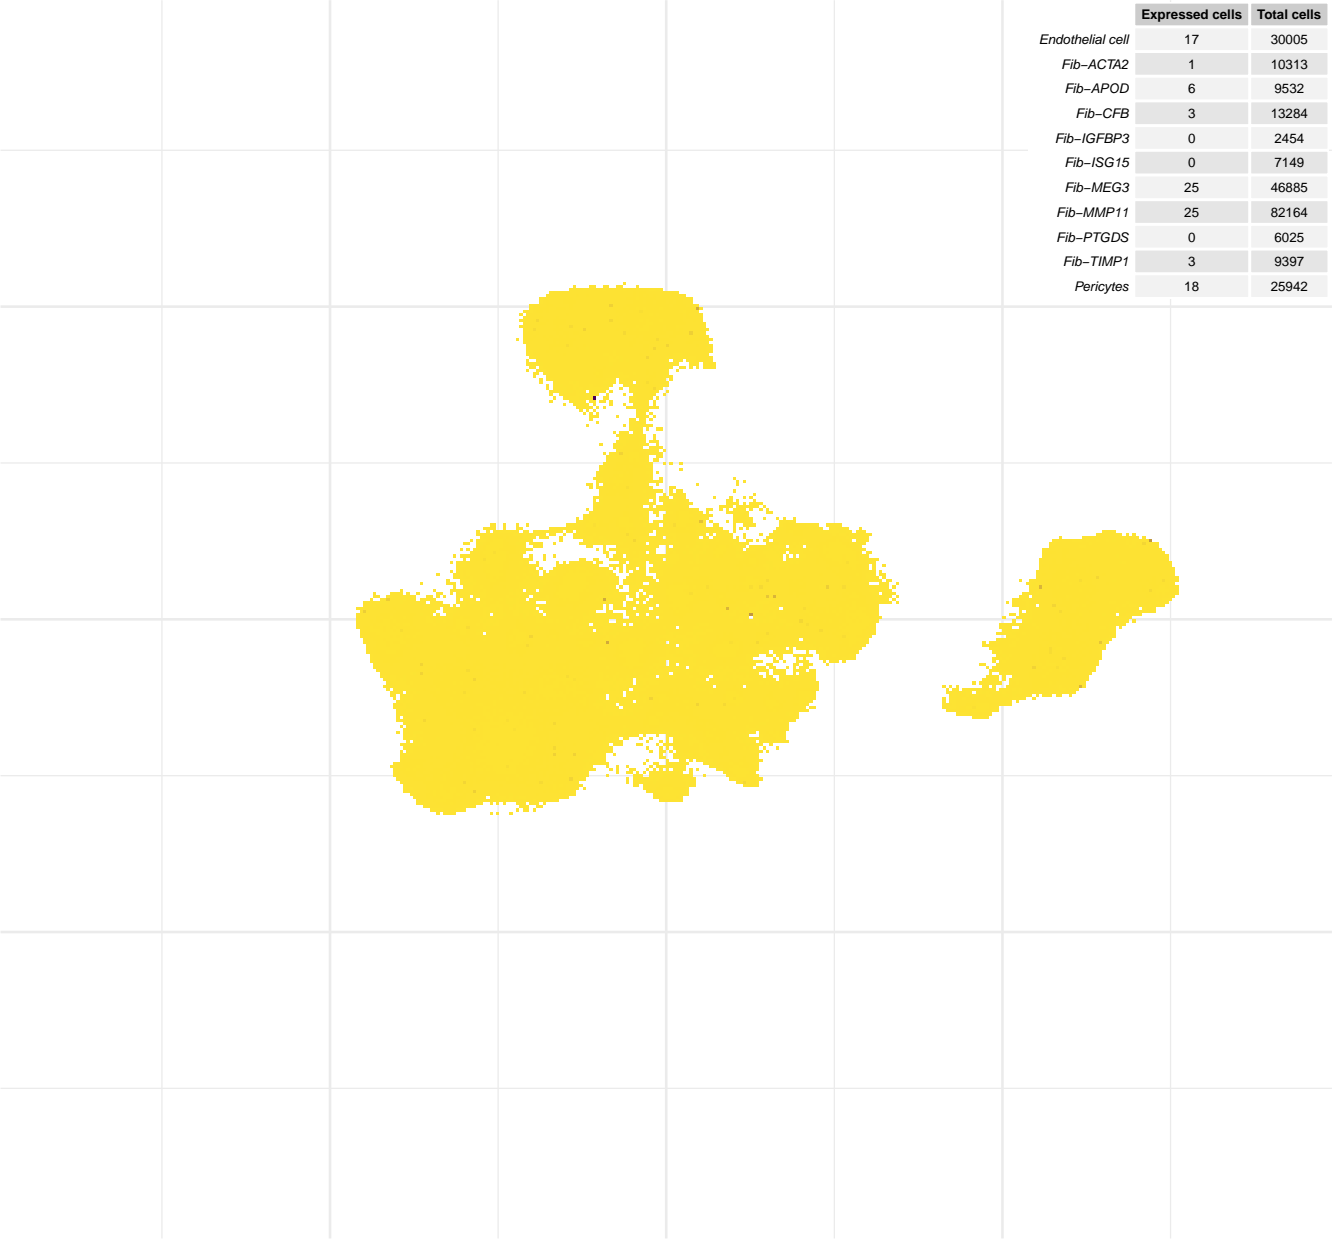 Expressed cells Total cells
Endothelial cell 17 30005
Fib−ACTA2 1 10313
Fib−APOD 6 9532
Fib−CFB 3 13284
Fib−IGFBP3 0 2454
Fib−ISG15 0 7149
Fib−MEG3 25 46885
Fib−MMP11 25 82164
Fib−PTGDS 0 6025
Fib−TIMP1 3 9397
Pericytes 18 25942